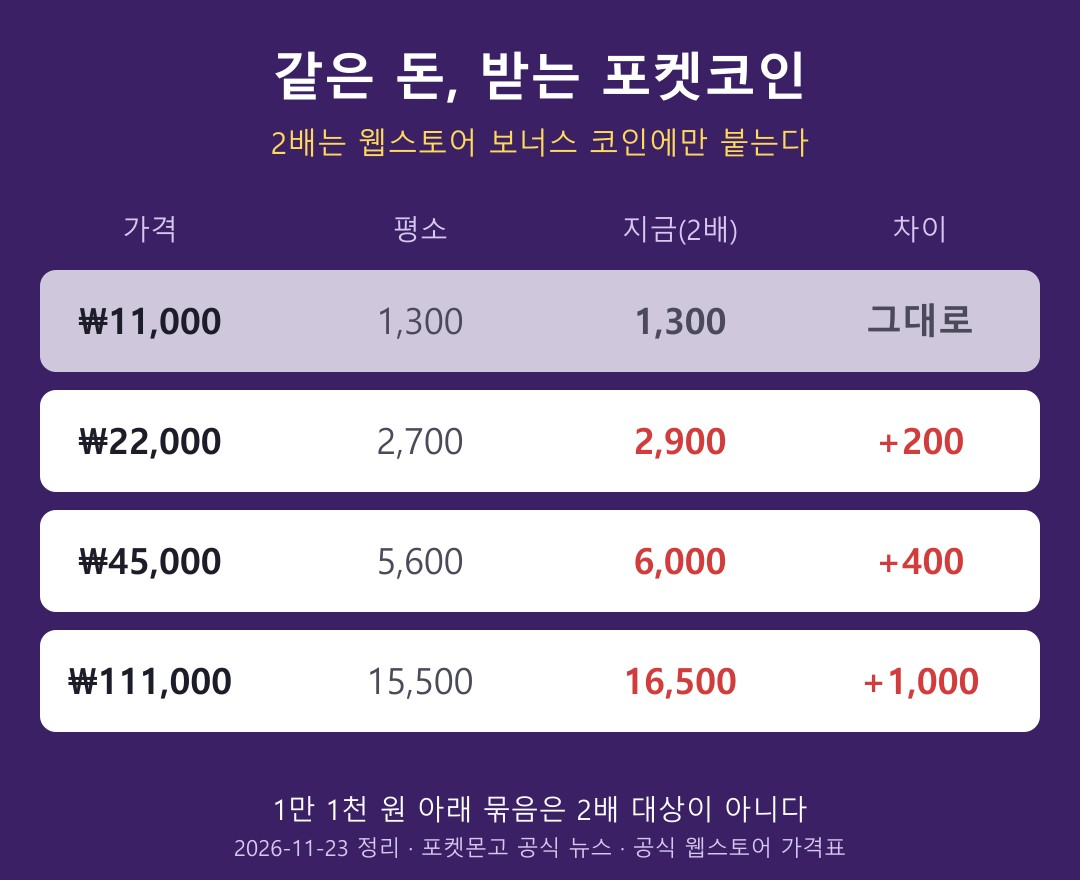 같은 돈, 받는 포켓코인
2배는 웹스토어 보너스 코인에만 붙는다
가격 평소 지금(2배) 차이
₩11,000 1,300 1,300 그대로
₩22,000 2,700 2,900 +200
₩45,000 5,600 6,000 +400
₩111,000 15,500 16,500 +1,000
1만 1천 원 아래 묶음은 2배 대상이 아니다
2026-11-23 정리 · 포켓몬고 공식 뉴스 · 공식 웹스토어 가격표